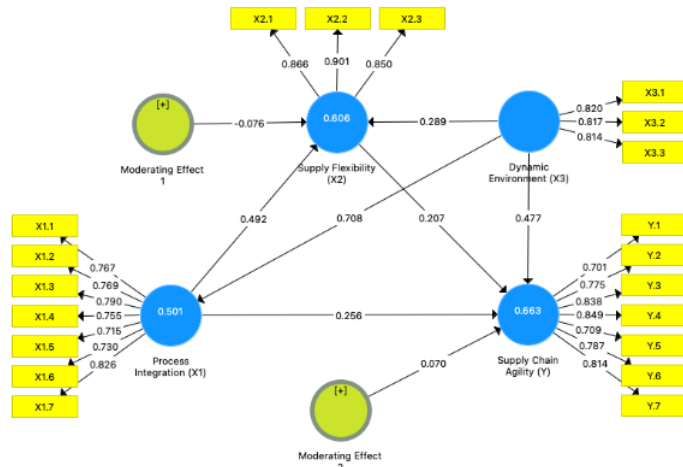 X2.1 X2.2 X2.3
0.866 0.901 0.850
[+]
0.606
-0.076
0.289
Moderating Effect
1
Supply Flexibility
(X2)
Dynamic
Environment (X3)
X3.1
X3.2
X3.3
0.820
0.817
0.814
0.492
0.708
0.207
0.477
X1.1
X1.2
X1.3
X1.4
X1.5
X1.6
X1.7
0.767
0.769
0.790
0.755
0.715
0.730
0.826
0.501
Process
Integration (X1)
0.256
0.663
Supply Chain
Agility (Y)
0.701
0.775
0.838
0.849
0.709
0.787
0.814
Y.1
Y.2
Y.3
Y.4
Y.5
Y.6
Y.7
0.070
[+]
Moderating Effect